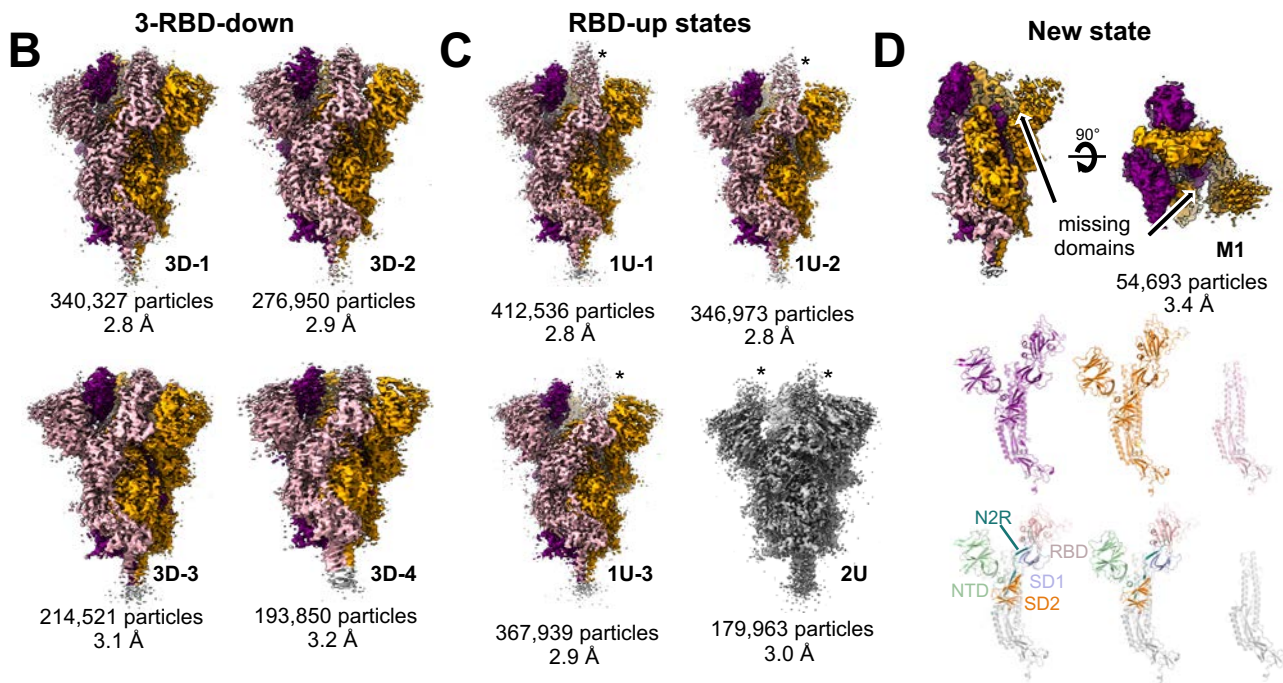 B
3-RBD-down
3D-1
3D-2
340,327 particles
2.8 Å
276,950 particles
2.9 Å
3D-3
3D-4
214,521 particles
3.1 Å
193,850 particles
3.2 Å
C
RBD-up states
*
*
1U-1
1U-2
412,536 particles
2.8 Å
346,973 particles
2.8 Å
*
*
*
1U-3
2U
367,939 particles
2.9 Å
179,963 particles
3.0 Å
D
New state
90°
missing
domains
M1
54,693 particles
3.4 Å
N2R
RBD
NTD
SD1
SD2